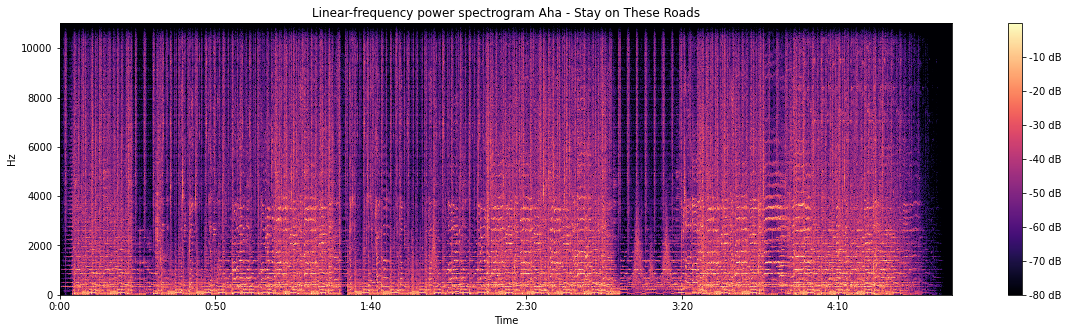 Linear-frequency power spectrogram Aha - Stay on These Roads
10000
8000
6000
4000
2000
0
Hz
0:00 0:50 1:40 2:30 3:20 4:10
Time
-10 dB
-20 dB
-30 dB
-40 dB
-50 dB
-60 dB
-70 dB
-80 dB